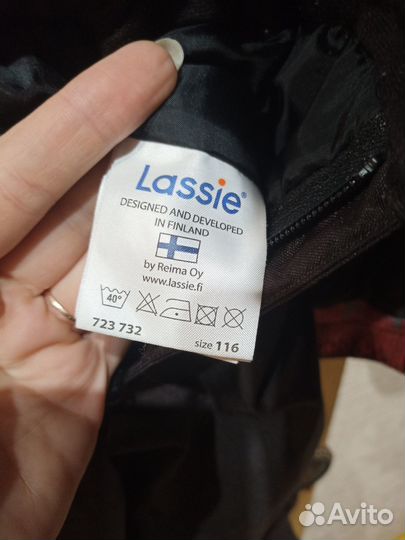 Lassie®
DESIGNED AND DEVELOPED
IN FINLAND
by Reima Oy
www.lassie.fi
40°
723 732
size 116
Avito